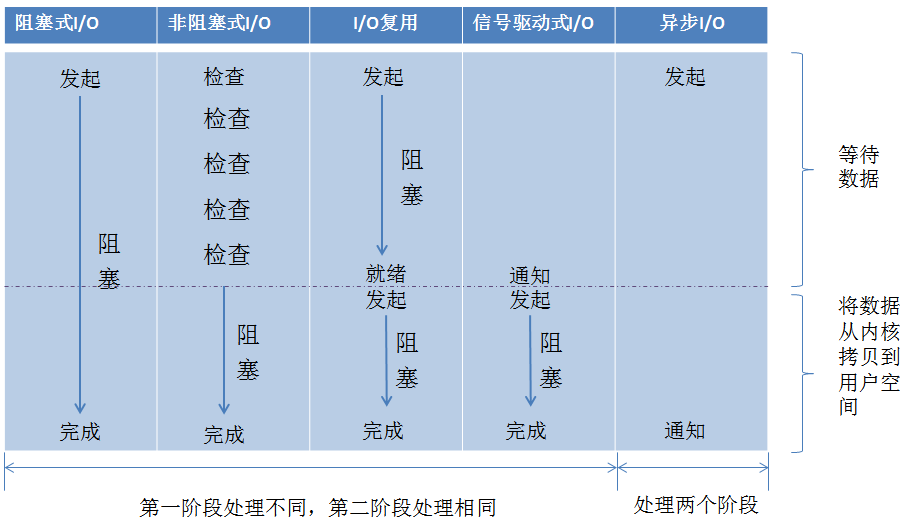 阻塞式I/O 非阻塞式I/O I/O复用 信号驱动式I/O 异步I/O
发起 检查 发起 发起
检查
检查
检查
检查
阻
塞
阻
塞
就绪 通知
等待
数据
发起 发起
阻
塞
阻
塞
阻
塞
完成 完成 完成 完成 通知
将数据
从内核
拷贝到
用户空
间
第一阶段处理不同，第二阶段处理相同
处理两个阶段